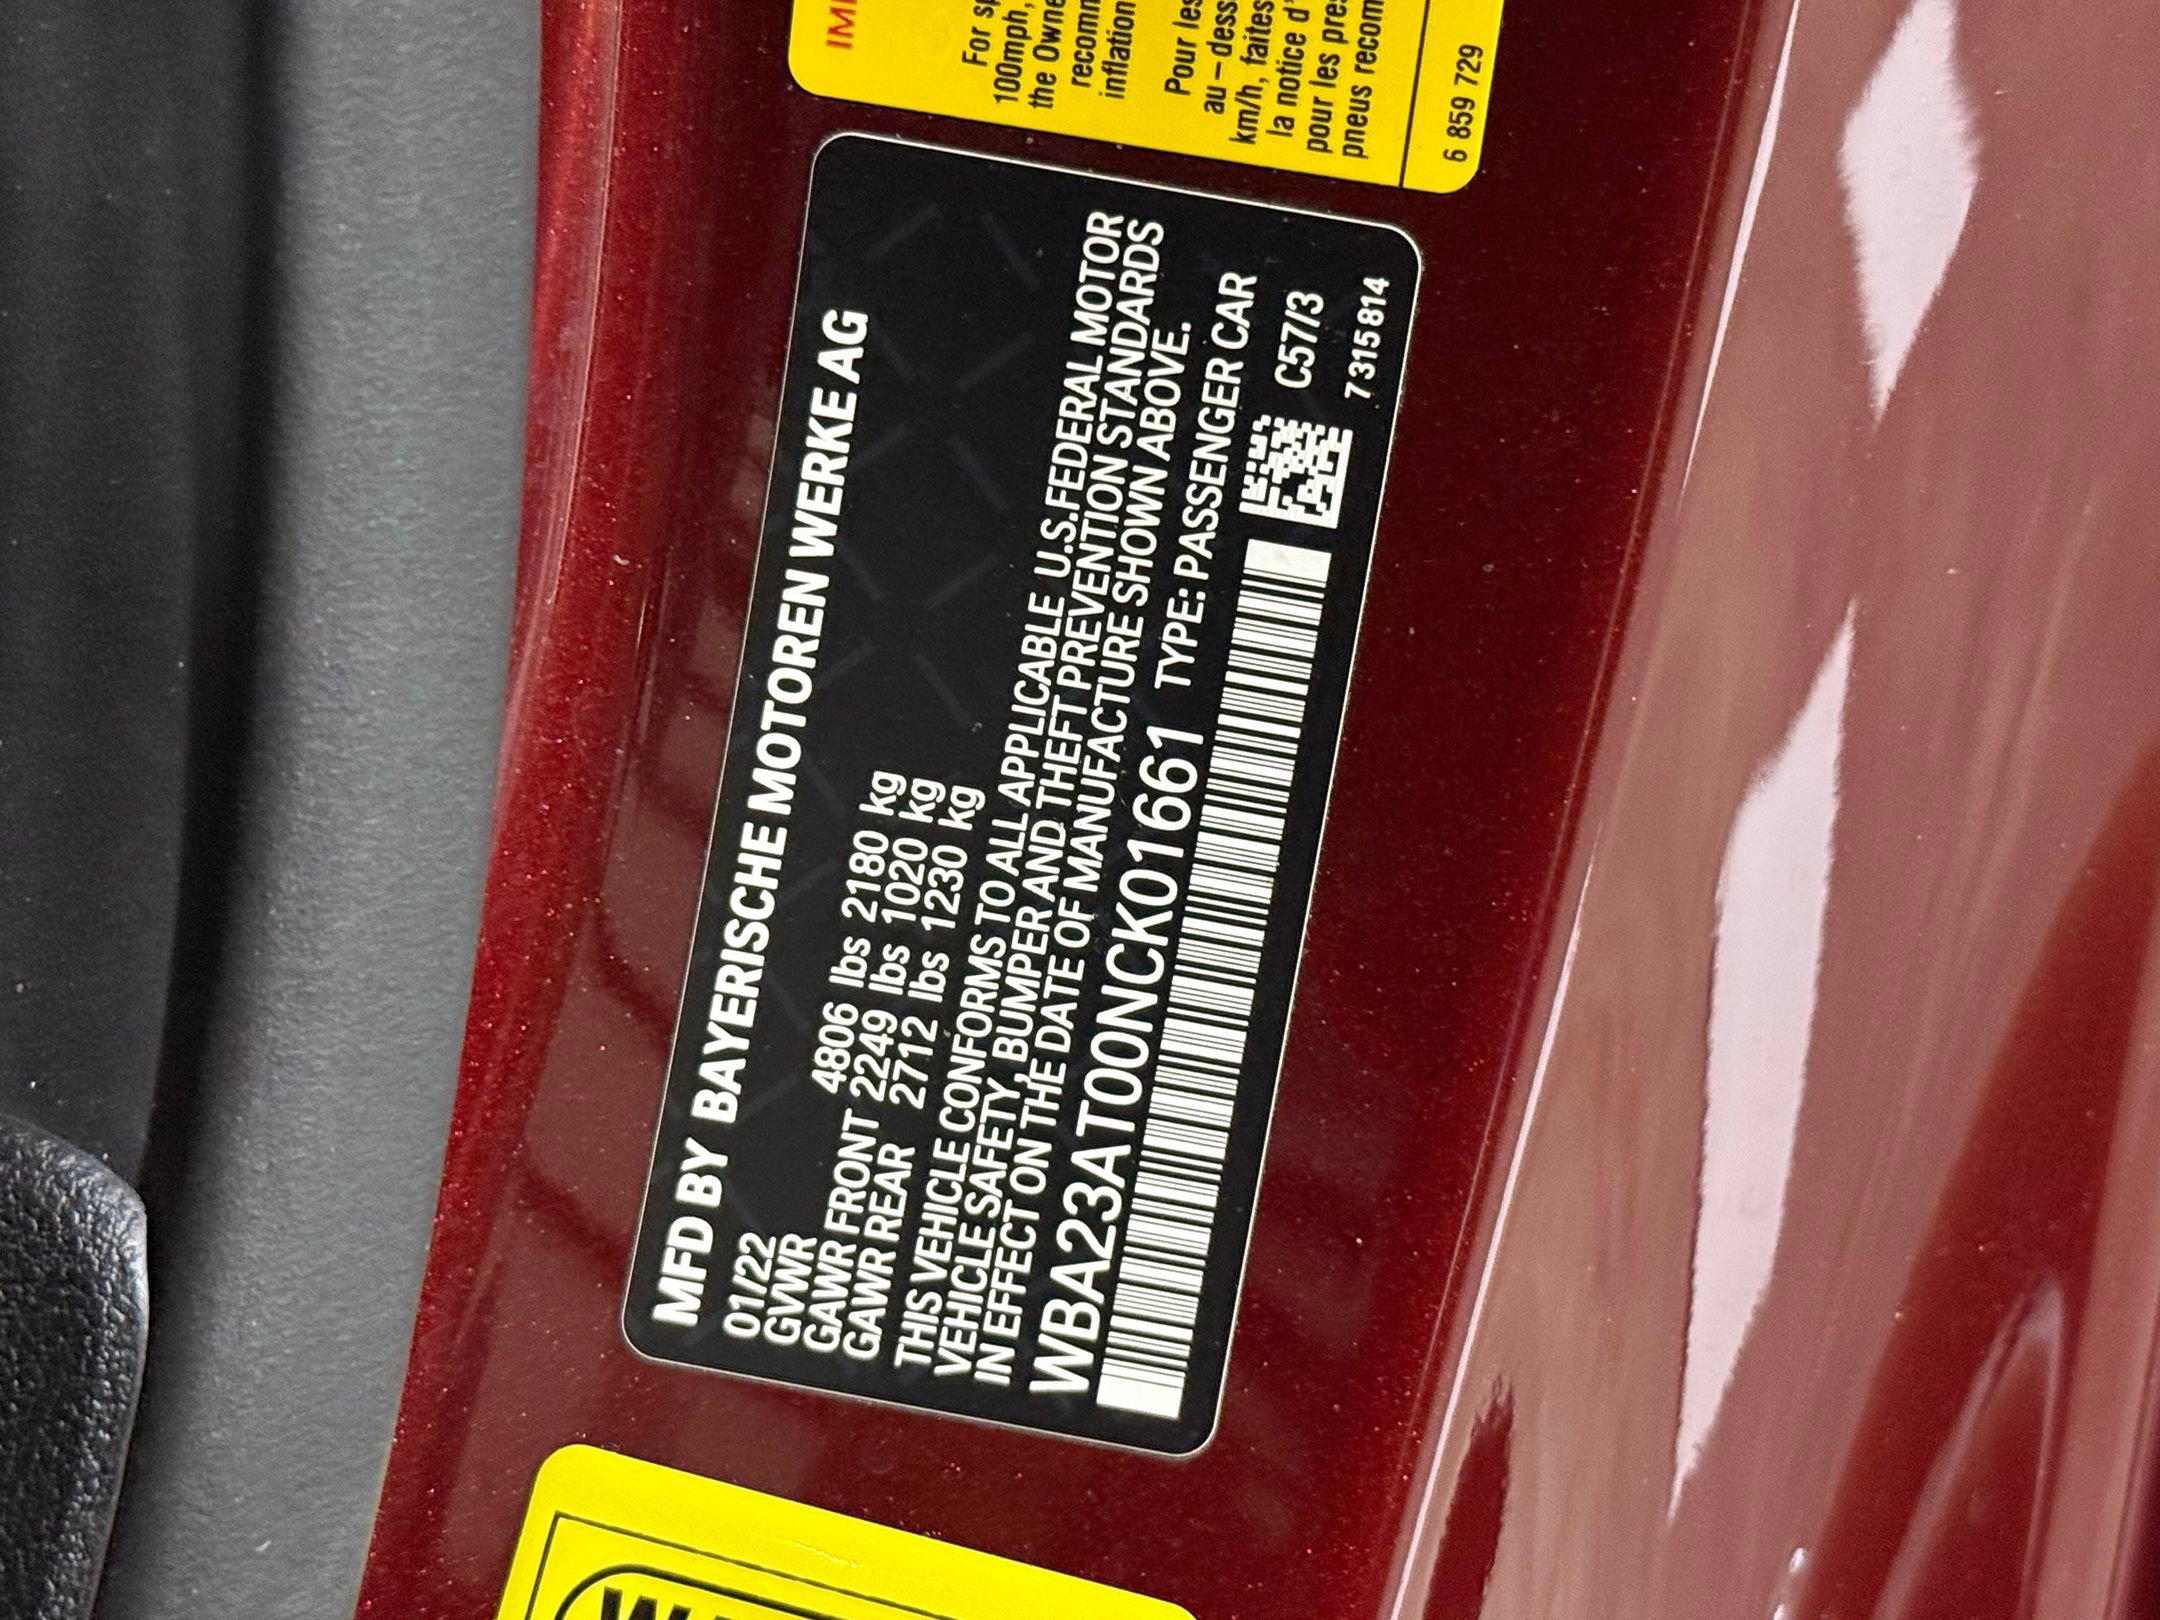 MFD BY BAYERISCHE MOTOREN WERKE AG
01/22
GVWR 4806 lbs 2180 kg
GAWR FRONT 2249 lbs 1020 kg
GAWR REAR 2712 lbs 1230 kg
THIS VEHICLE CONFORMS TO ALL APPLICABLE U.S.FEDERAL MOTOR
VEHICLE SAFETY, BUMPER AND THEFT PREVENTION STANDARDS
IN EFFECT ON THE DATE OF MANUFACTURE SHOWN ABOVE.
WBA23AT00NCK01661 TYPE: PASSENGER CAR
C57/3
7 315 814
For
100mph,
the Owne
recomm
inflation
Pour les
au-dess
km/h, faites
la notice d'
pour les pres
pneus recom
6 859 729